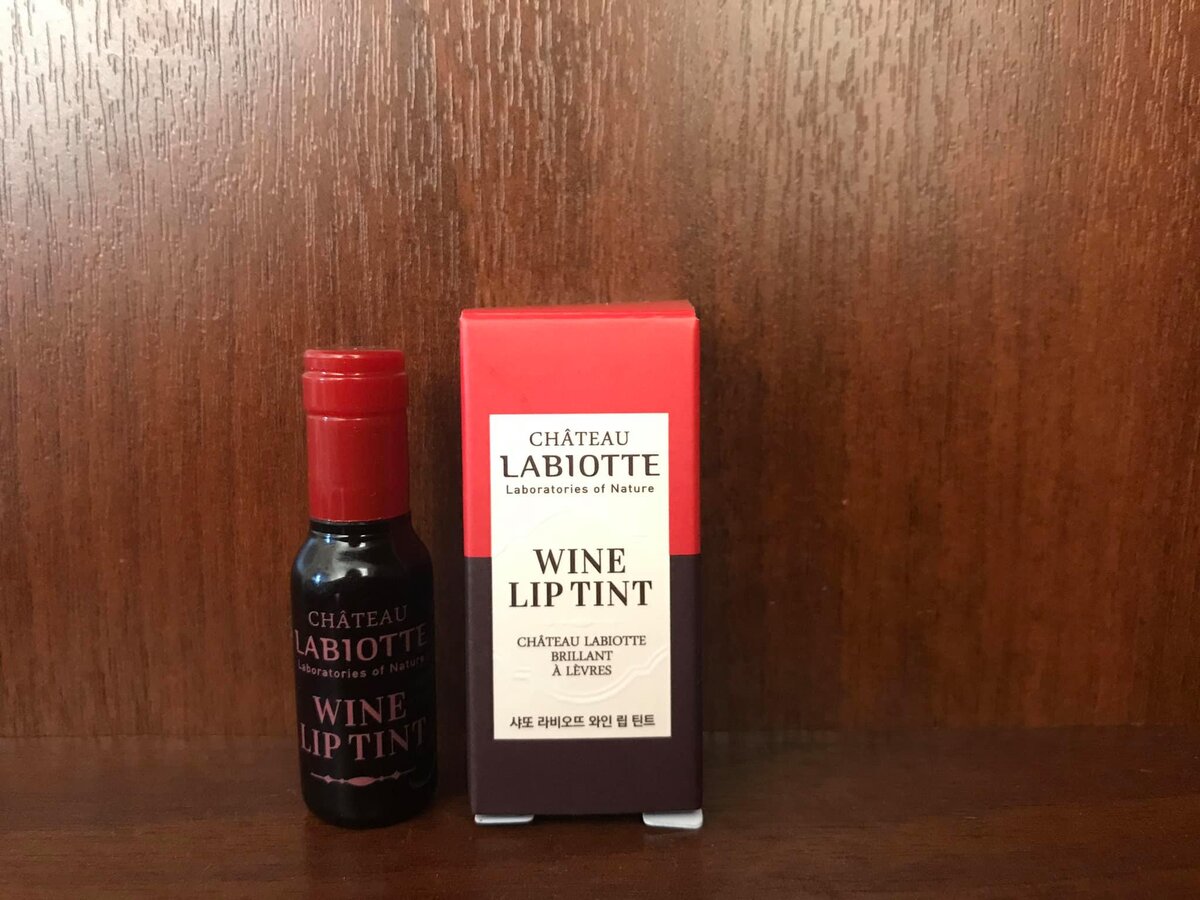 CHÂTEAU
LABIOTTE
Laboratories of Nature
WINE
LIP TINT
CHÂTEAU
LABIOTTE
Laboratories of Nature
WINE
LIP TINT
CHÂTEAU LABIOTTE
BRILLANT
À LÈVRES
샤또 라비오뜨 와인 립 틴트